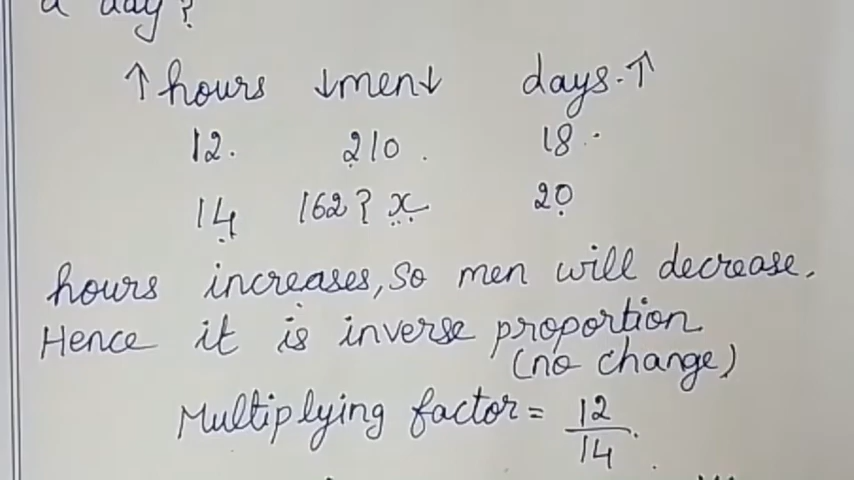 a day?
↑ hours ↓men↓ days.↑
12. 210. 18.
14 162? x 20
hours increases, so men will decrease.
Hence it is inverse proportion
(no change)
Multiplying factor = 12/14.